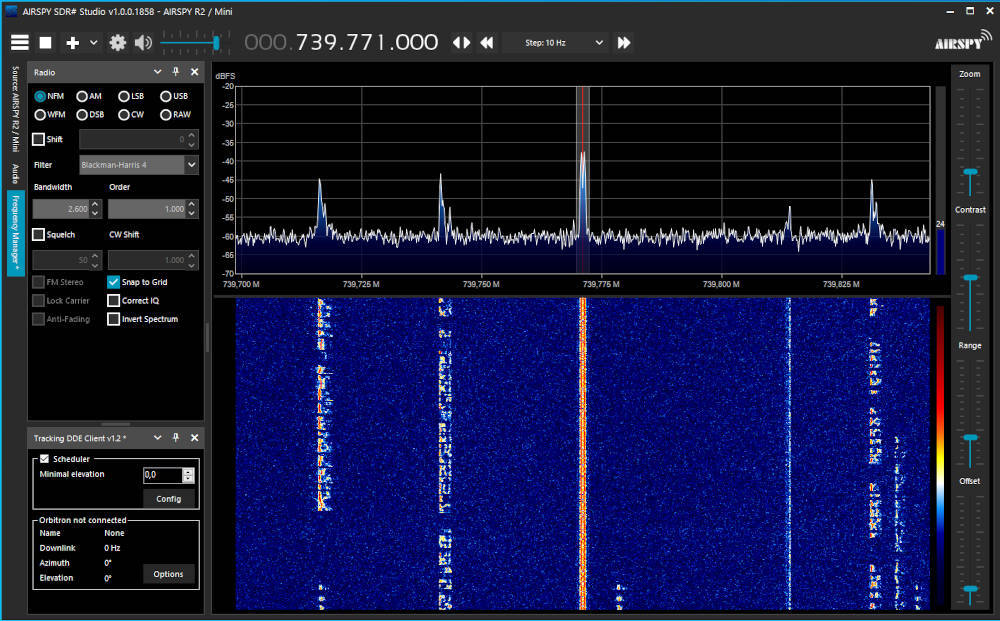 AIRSPY SDR# Studio v1.0.0.1858 - AIRSPY R2 / Mini
000.739.771.000
Step: 10 Hz
AIRSPY
Source: AIRSPY R2 / Mini
Audio
Frequency Manager *
Radio
NFM AM LSB USB
WFM DSB CW RAW
Shift 0
Filter Blackman-Harris 4
Bandwidth Order
2.600 1.000
Squelch CW Shift
50 1.000
FM Stereo Snap to Grid
Lock Carrier Correct IQ
Anti-Fading Invert Spectrum
Tracking DDE Client v1.2 *
Scheduler
Minimal elevation 0,0
Config
Orbitron not connected
Name None
Downlink 0 Hz
Azimuth 0°
Elevation 0°
Options
dBFS
-20
-25
-30
-35
-40
-45
-50
-55
-60
-65
-70
739,700 M 739,725 M 739,750 M 739,775 M 739,800 M 739,825 M
24
Zoom
Contrast
Range
Offset